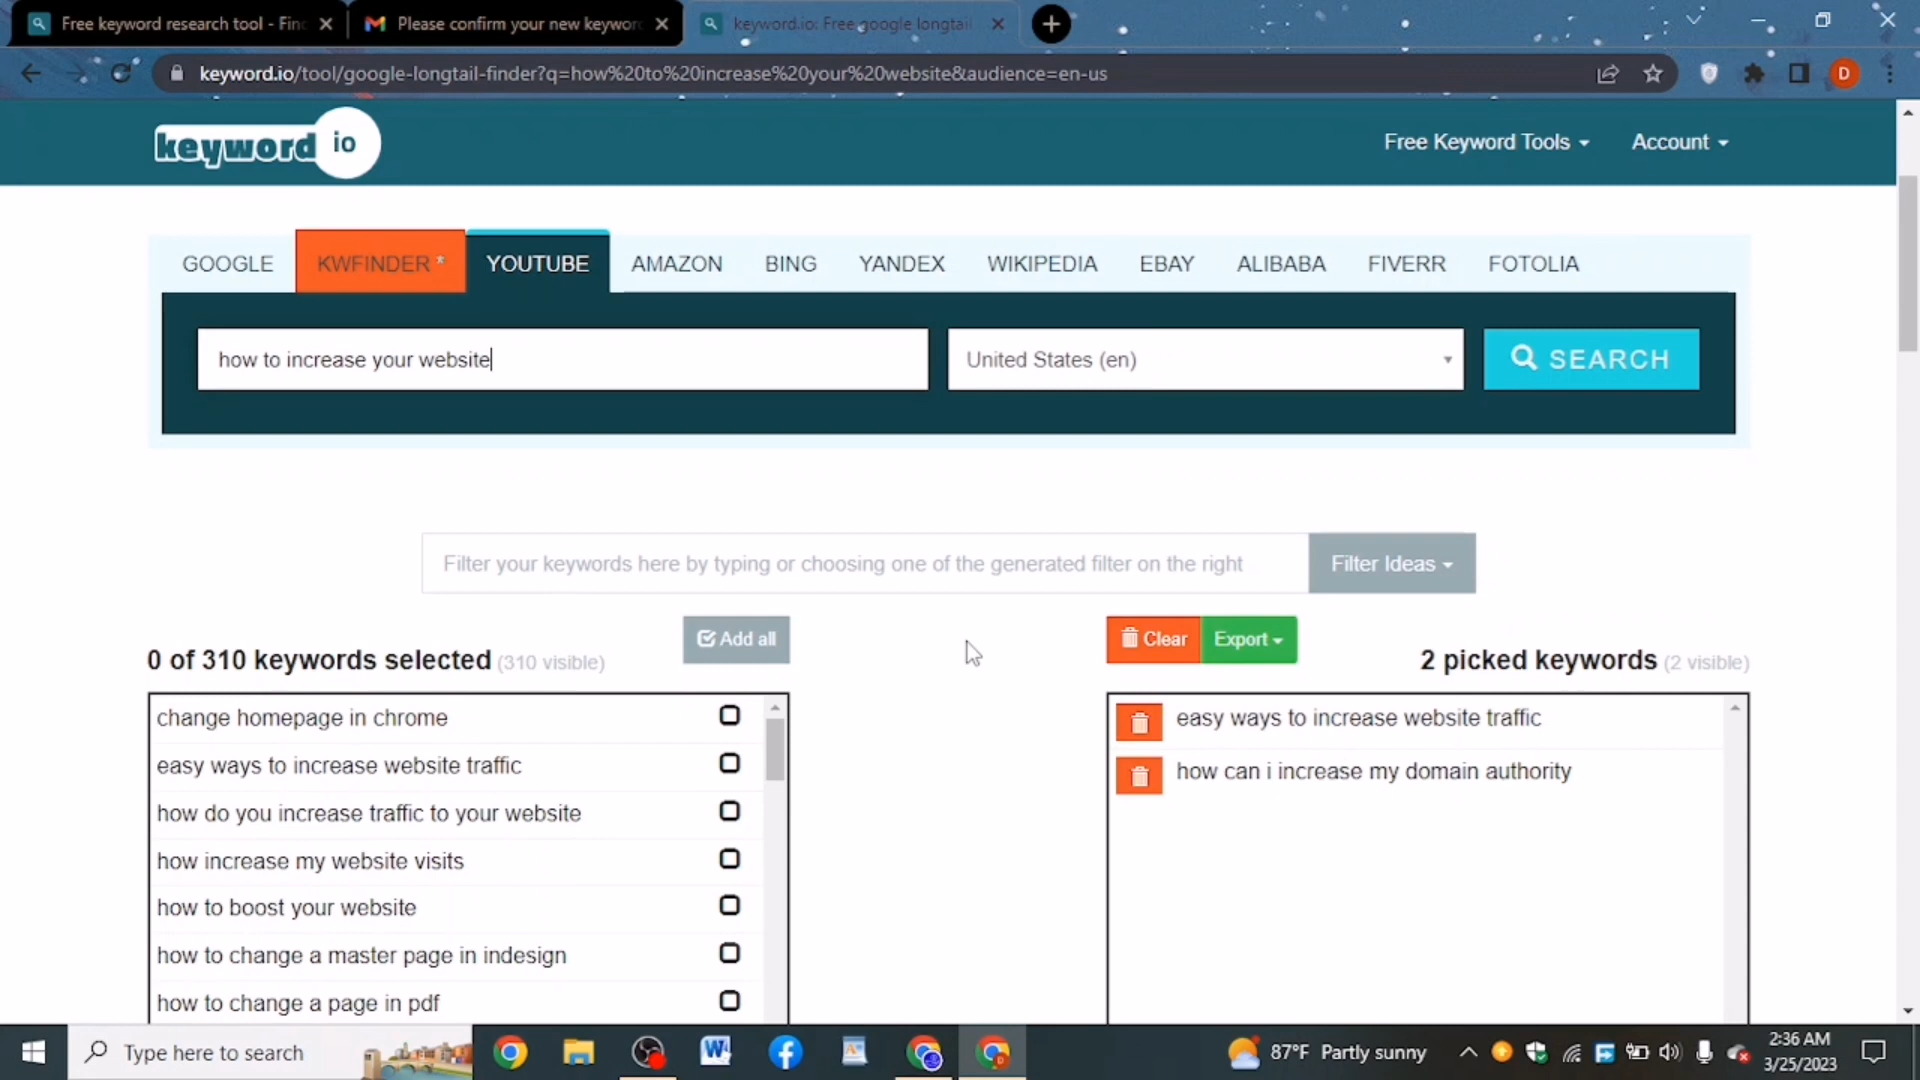 Free keyword research tool - Fin
Please confirm your new keywor
keyword.io: Free google longtail
keyword.io/tool/google-longtail-finder?q=how%20to%20increase%20your%20website&audience=en-us
D
keyword io
Free Keyword Tools
Account
GOOGLE
KWFINDER *
YOUTUBE
AMAZON
BING
YANDEX
WIKIPEDIA
EBAY
ALIBABA
FIVERR
FOTOLIA
how to increase your website
United States (en)
SEARCH
Filter your keywords here by typing or choosing one of the generated filter on the right
Filter Ideas
0 of 310 keywords selected (310 visible)
Add all
Clear
Export
2 picked keywords (2 visible)
change homepage in chrome
easy ways to increase website traffic
how do you increase traffic to your website
how increase my website visits
how to boost your website
how to change a master page in indesign
how to change a page in pdf
easy ways to increase website traffic
how can i increase my domain authority
Type here to search
87°F Partly sunny
2:36 AM
3/25/2023